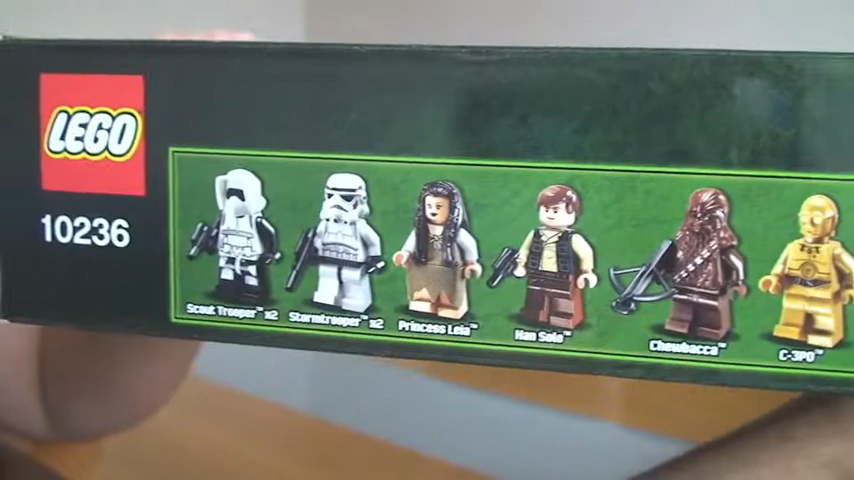 LEGO
10236
Scout Trooper™ x2
Stormtrooper™ x2
Princess Leia™
Han Solo™
Chewbacca™
C-3PO™